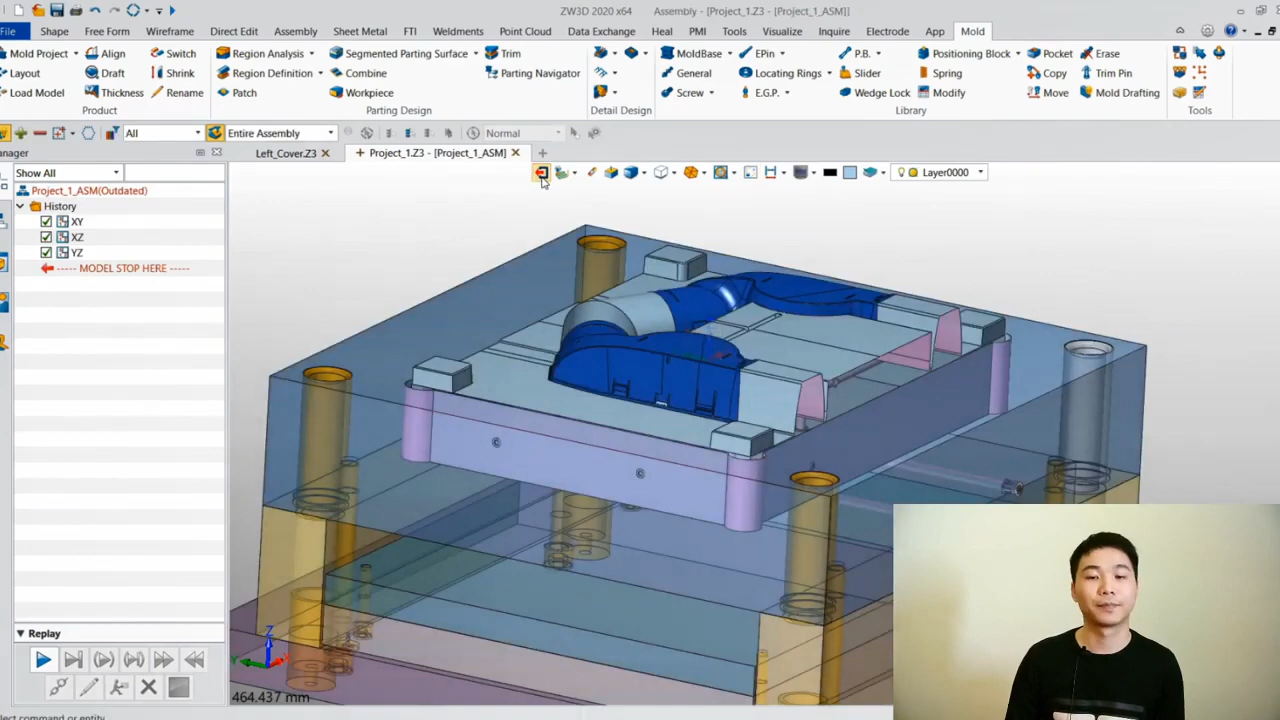 ZW3D 2020 x64 Assembly - [Project_1.Z3 - [Project_1_ASM]]
File Shape Free Form Wireframe Direct Edit Assembly Sheet Metal FTI Weldments Point Cloud Data Exchange Heal PMI Tools Visualize Inquire Electrode App Mold
Mold Project Align Switch Region Analysis Segmented Parting Surface Trim MoldBase EPin P.B. Positioning Block Pocket Erase
Layout Draft Shrink Region Definition Combine Parting Navigator General Locating Rings Slider Spring Copy Trim Pin
Load Model Thickness Rename Patch Workpiece Screw E.G.P. Wedge Lock Modify Move Mold Drafting
Product Parting Design Detail Design Library Tools
All Entire Assembly Normal
Left_Cover.Z3 Project_1.Z3 - [Project_1_ASM]
Show All Layer0000
Project_1_ASM(Outdated)
History
XY
XZ
YZ
----- MODEL STOP HERE -----
Replay
Z
464.437 mm